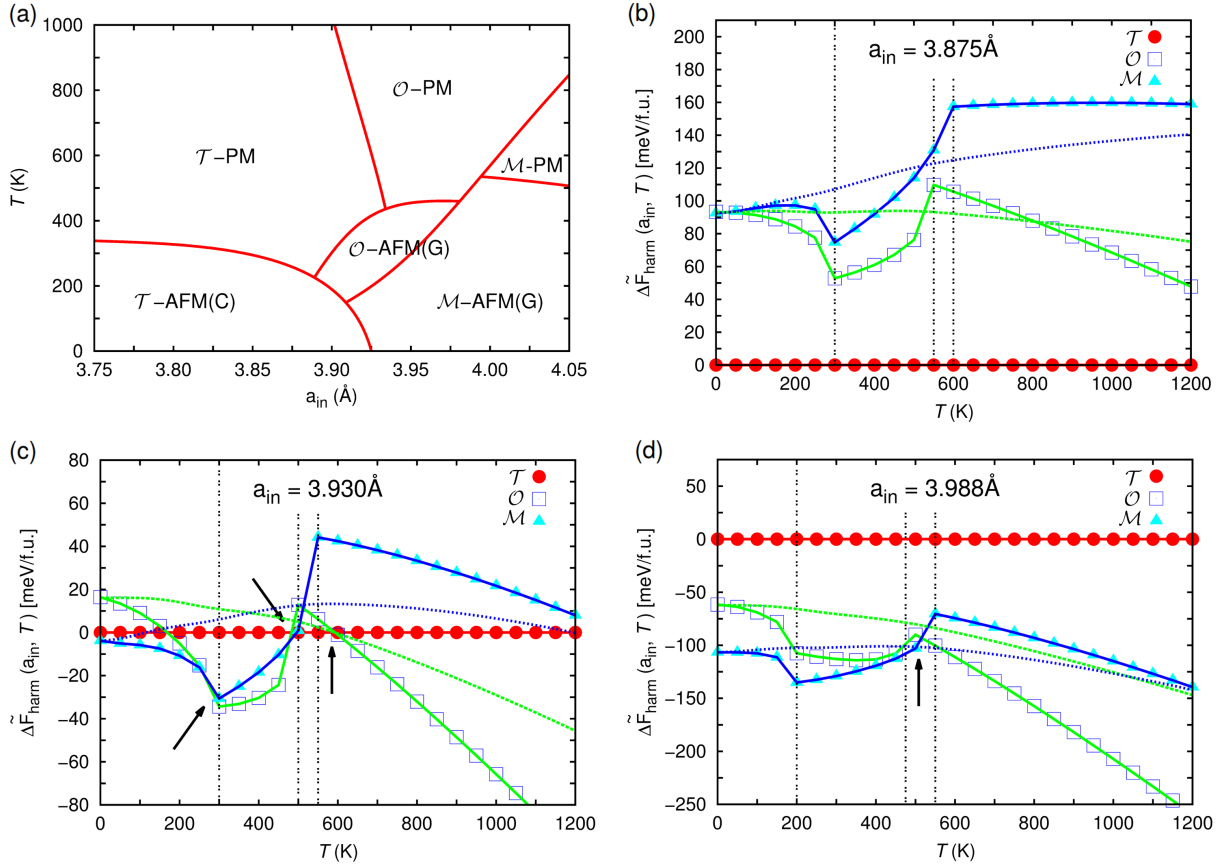 (a)
1000
800
600
400
200
0
T (K)
𝒪-PM
𝒯-PM
ℳ-PM
𝒪-AFM(G)
𝒯-AFM(C)
ℳ-AFM(G)
3.75 3.80 3.85 3.90 3.95 4.00 4.05
a_in (Å)
(b)
200
180
160
140
120
100
80
60
40
20
0
ΔF̃_harm (a_in, T) [meV/f.u.]
a_in = 3.875Å
𝒯
𝒪
ℳ
0 200 400 600 800 1000 1200
T (K)
(c)
80
60
40
20
0
−20
−40
−60
−80
ΔF̃_harm (a_in, T) [meV/f.u.]
a_in = 3.930Å
𝒯
𝒪
ℳ
0 200 400 600 800 1000 1200
T (K)
(d)
50
0
−50
−100
−150
−200
−250
ΔF̃_harm (a_in, T) [meV/f.u.]
a_in = 3.988Å
𝒯
𝒪
ℳ
0 200 400 600 800 1000 1200
T (K)